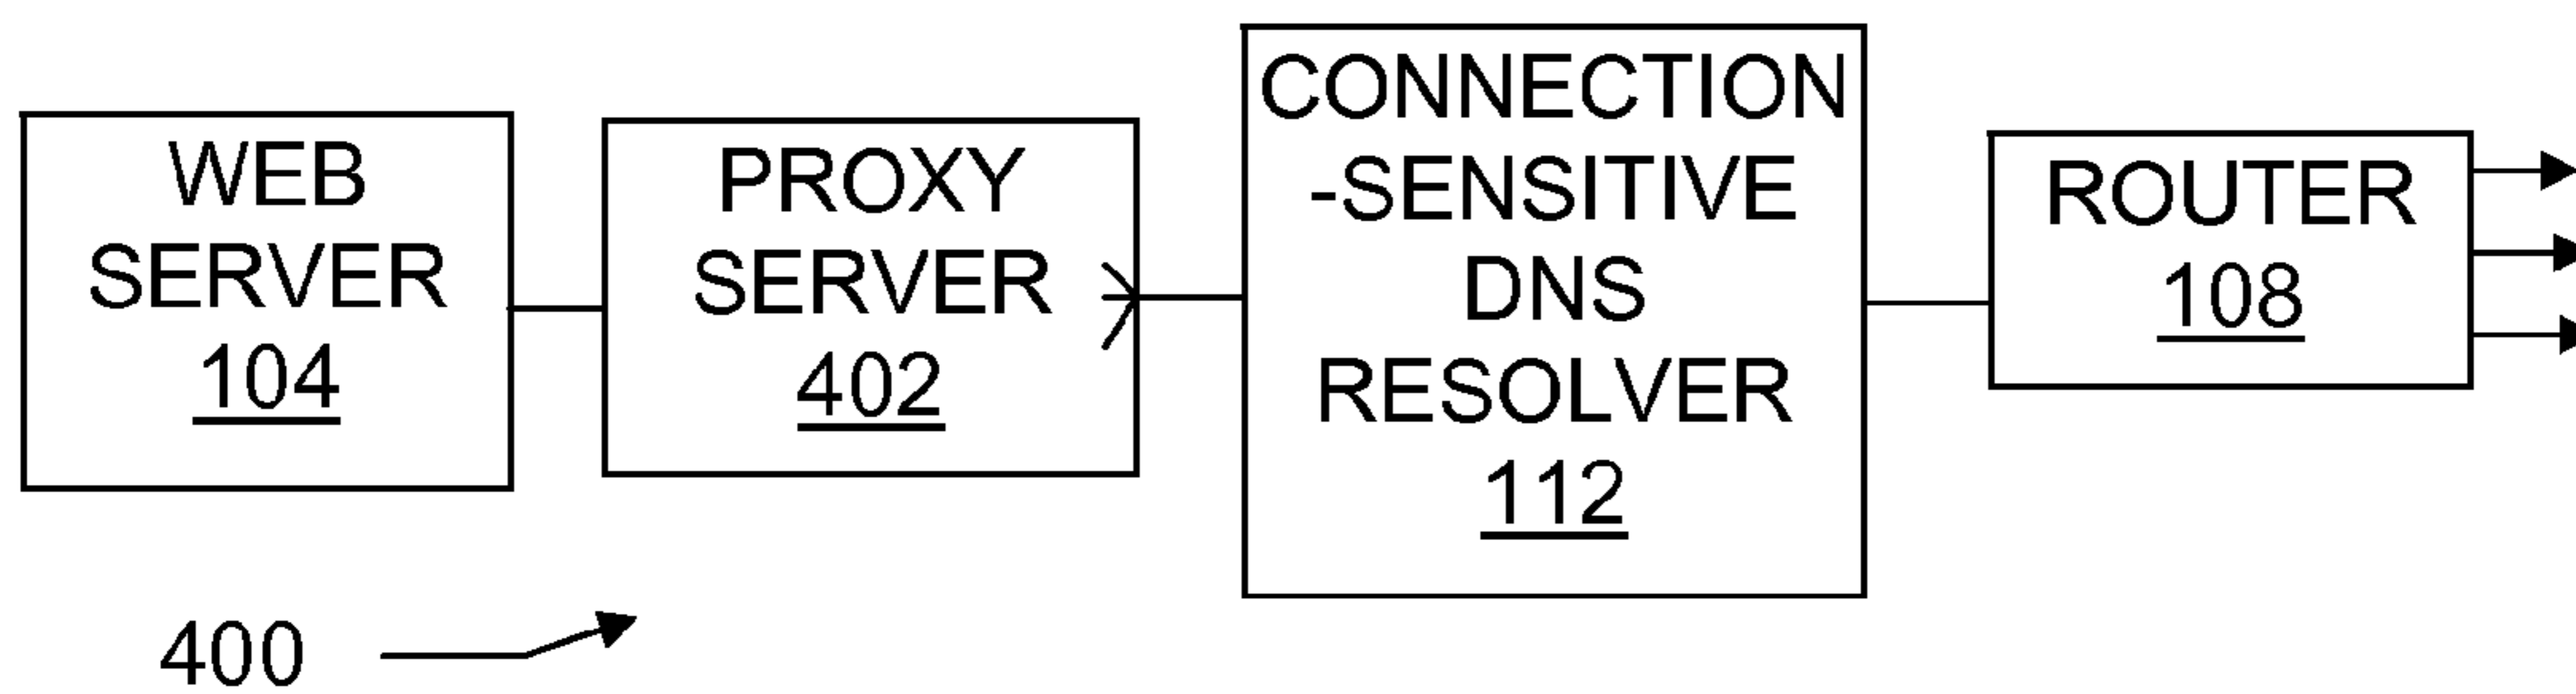 WEB
SERVER
104
PROXY
SERVER
402
CONNECTION
-SENSITIVE
DNS
RESOLVER
112
ROUTER
108
400